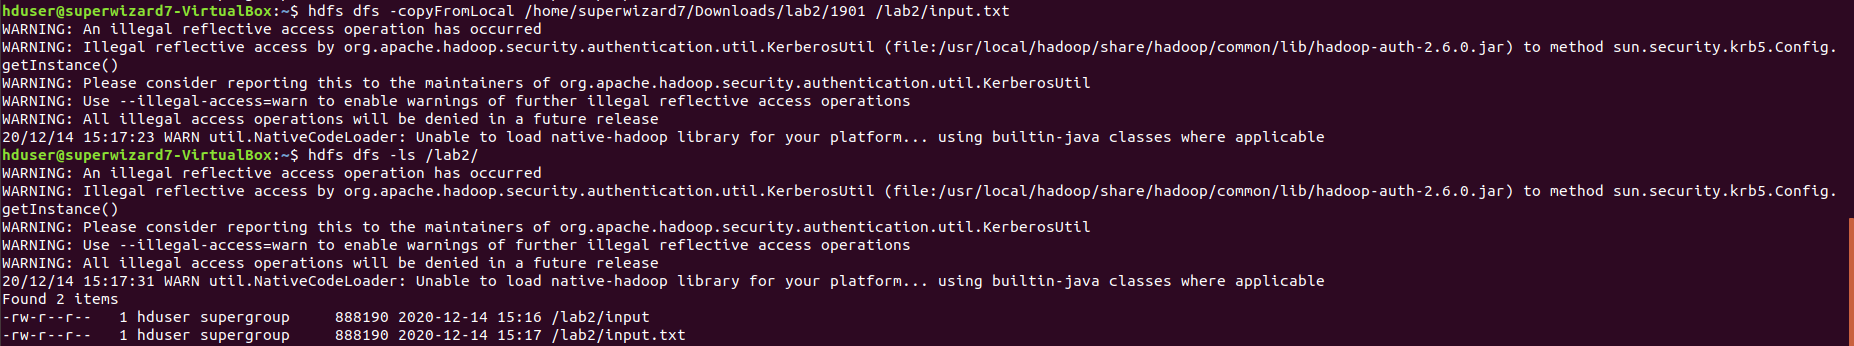 hduser@superwizard7-VirtualBox:~$ hdfs dfs -copyFromLocal /home/superwizard7/Downloads/lab2/1901 /lab2/input.txt
WARNING: An illegal reflective access operation has occurred
WARNING: Illegal reflective access by org.apache.hadoop.security.authentication.util.KerberosUtil (file:/usr/local/hadoop/share/hadoop/common/lib/hadoop-auth-2.6.0.jar) to method sun.security.krb5.Config.
getInstance()
WARNING: Please consider reporting this to the maintainers of org.apache.hadoop.security.authentication.util.KerberosUtil
WARNING: Use --illegal-access=warn to enable warnings of further illegal reflective access operations
WARNING: All illegal access operations will be denied in a future release
20/12/14 15:17:23 WARN util.NativeCodeLoader: Unable to load native-hadoop library for your platform... using builtin-java classes where applicable
hduser@superwizard7-VirtualBox:~$ hdfs dfs -ls /lab2/
WARNING: An illegal reflective access operation has occurred
WARNING: Illegal reflective access by org.apache.hadoop.security.authentication.util.KerberosUtil (file:/usr/local/hadoop/share/hadoop/common/lib/hadoop-auth-2.6.0.jar) to method sun.security.krb5.Config.
getInstance()
WARNING: Please consider reporting this to the maintainers of org.apache.hadoop.security.authentication.util.KerberosUtil
WARNING: Use --illegal-access=warn to enable warnings of further illegal reflective access operations
WARNING: All illegal access operations will be denied in a future release
20/12/14 15:17:31 WARN util.NativeCodeLoader: Unable to load native-hadoop library for your platform... using builtin-java classes where applicable
Found 2 items
-rw-r--r--   1 hduser supergroup     888190 2020-12-14 15:16 /lab2/input
-rw-r--r--   1 hduser supergroup     888190 2020-12-14 15:17 /lab2/input.txt